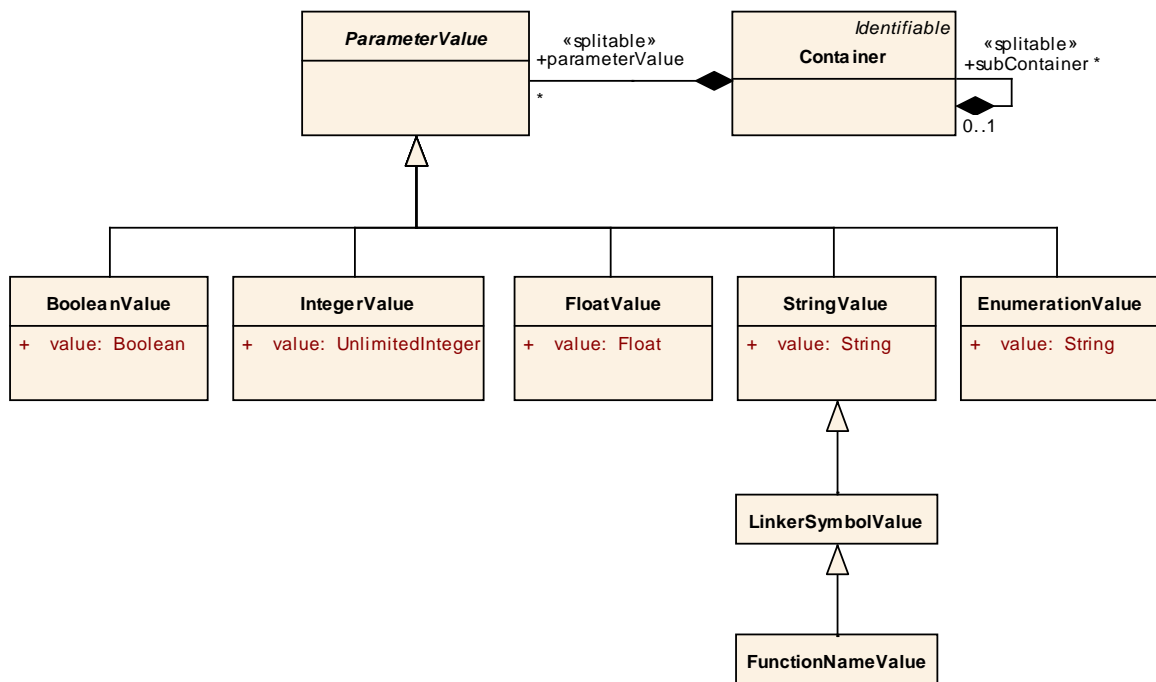 ParameterValue
«splitable»
+parameterValue
*
Identifiable
Container
«splitable»
+subContainer *
0..1
BooleanValue
+ value: Boolean
IntegerValue
+ value: UnlimitedInteger
FloatValue
+ value: Float
StringValue
+ value: String
EnumerationValue
+ value: String
LinkerSymbolValue
FunctionNameValue